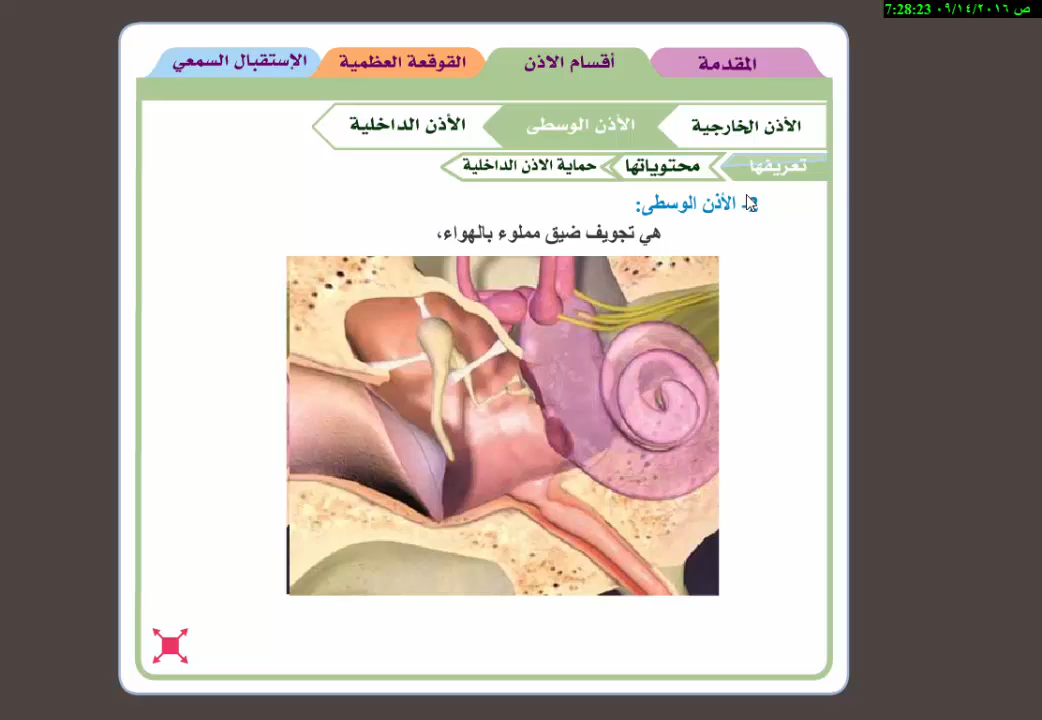 7:28:23 ٠٩/١٤/٢٠١٦ ص
المقدمة أقسام الاذن القوقعة العظمية الإستقبال السمعي
الأذن الخارجية الأذن الوسطى الأذن الداخلية
تعريفها محتوياتها حماية الاذن الداخلية
- الأذن الوسطى:
هي تجويف ضيق مملوء بالهواء،